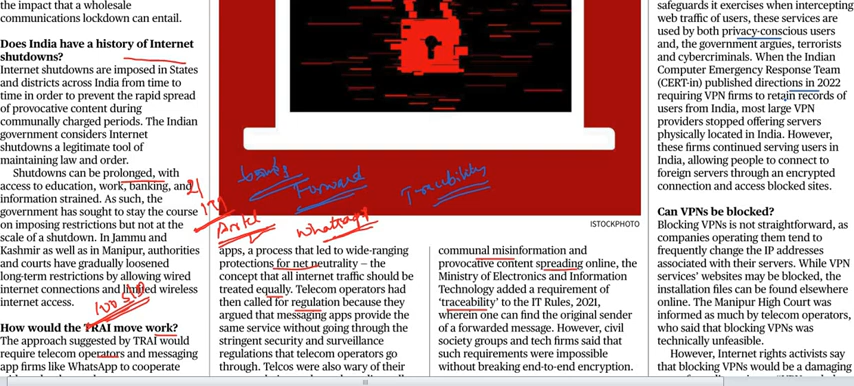 the impact that a wholesale
communications lockdown can entail.
Does India have a history of Internet
shutdowns?
Internet shutdowns are imposed in States
and districts across India from time to
time in order to prevent the rapid spread
of provocative content during
communally charged periods. The Indian
government considers Internet
shutdowns a legitimate tool of
maintaining law and order.
Shutdowns can be prolonged, with
access to education, work, banking, and
information strained. As such, the
government has sought to stay the course
on imposing restrictions but not at the
scale of a shutdown. In Jammu and
Kashmir as well as in Manipur, authorities
and courts have gradually loosened
long-term restrictions by allowing wired
internet connections and limited wireless
internet access.
How would the TRAI move work?
The approach suggested by TRAI would
require telecom operators and messaging
app firms like WhatsApp to cooperate
Forward
Tracibility
Airtel
whatsapp
ISTOCKPHOTO
apps, a process that led to wide-ranging
protections for net neutrality – the
concept that all internet traffic should be
treated equally. Telecom operators had
then called for regulation because they
argued that messaging apps provide the
same service without going through the
stringent security and surveillance
regulations that telecom operators go
through. Telcos were also wary of their
communal misinformation and
provocative content spreading online, the
Ministry of Electronics and Information
Technology added a requirement of
‘traceability’ to the IT Rules, 2021,
wherein one can find the original sender
of a forwarded message. However, civil
society groups and tech firms said that
such requirements were impossible
without breaking end-to-end encryption.
safeguards it exercises when intercepting
web traffic of users, these services are
used by both privacy-conscious users
and, the government argues, terrorists
and cybercriminals. When the Indian
Computer Emergency Response Team
(CERT-in) published directions in 2022
requiring VPN firms to retain records of
users from India, most large VPN
providers stopped offering servers
physically located in India. However,
these firms continued serving users in
India, allowing people to connect to
foreign servers through an encrypted
connection and access blocked sites.
Can VPNs be blocked?
Blocking VPNs is not straightforward, as
companies operating them tend to
frequently change the IP addresses
associated with their servers. While VPN
services’ websites may be blocked, the
installation files can be found elsewhere
online. The Manipur High Court was
informed as much by telecom operators,
who said that blocking VPNs was
technically unfeasible.
However, Internet rights activists say
that blocking VPNs would be a damaging